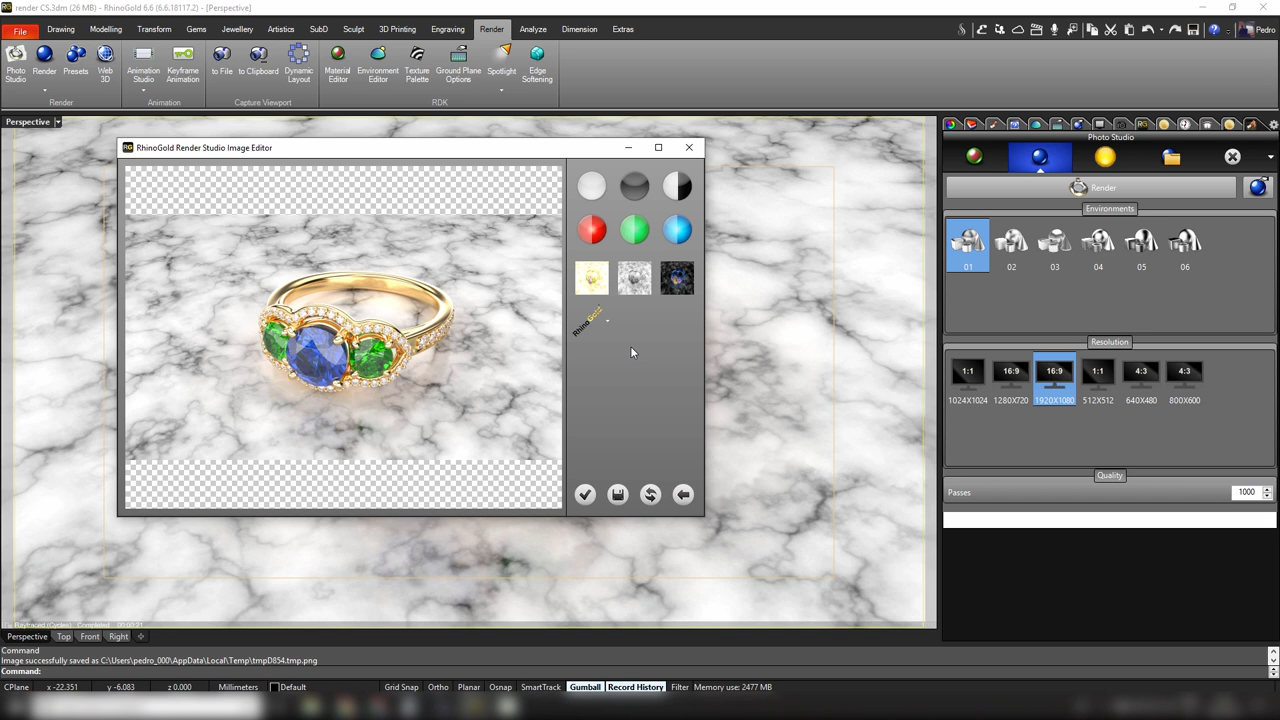 render CS.3dm (26 MB) - RhinoGold 6.6 (6.6.18117.2) - [Perspective]
File Drawing Modelling Transform Gems Jewellery Artistics SubD Sculpt 3D Printing Engraving Render Analyze Dimension Extras Pedro
Photo Studio
Render
Presets
Web 3D
Animation Studio
Keyframe Animation
to File
to Clipboard
Dynamic Layout
Material Editor
Environment Editor
Texture Palette
Ground Plane Options
Spotlight
Edge Softening
Render Animation Capture Viewport RDK
Perspective
Photo Studio
RG RhinoGold Render Studio Image Editor
Render
Environments
01 02 03 04 05 06
RhinoGold
Resolution
1:1 16:9 16:9 1:1 4:3 4:3
1024X1024 1280X720 1920X1080 512X512 640X480 800X600
Quality
Passes 1000
Perspective Top Front Right
Command
Image successfully saved as C:\Users\pedro_000\AppData\Local\Temp\tmpD854.tmp.png
Command:
CPlane x -22.351 y -6.083 z 0.000 Millimeters Default Grid Snap Ortho Planar Osnap SmartTrack Gumball Record History Filter Memory use: 2477 MB